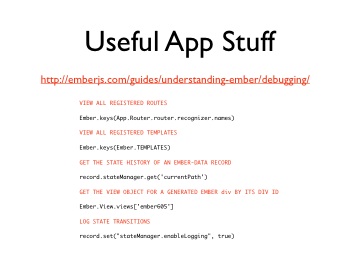 Useful App Stuff
http://emberjs.com/guides/understanding-ember/debugging/
VIEW ALL REGISTERED ROUTES
Ember.keys(App.Router.router.recognizer.names)
VIEW ALL REGISTERED TEMPLATES
Ember.keys(Ember.TEMPLATES)
GET THE STATE HISTORY OF AN EMBER-DATA RECORD
record.stateManager.get('currentPath')
GET THE VIEW OBJECT FOR A GENERATED EMBER div BY ITS DIV ID
Ember.View.views['ember605']
LOG STATE TRANSITIONS
record.set("stateManager.enableLogging", true)